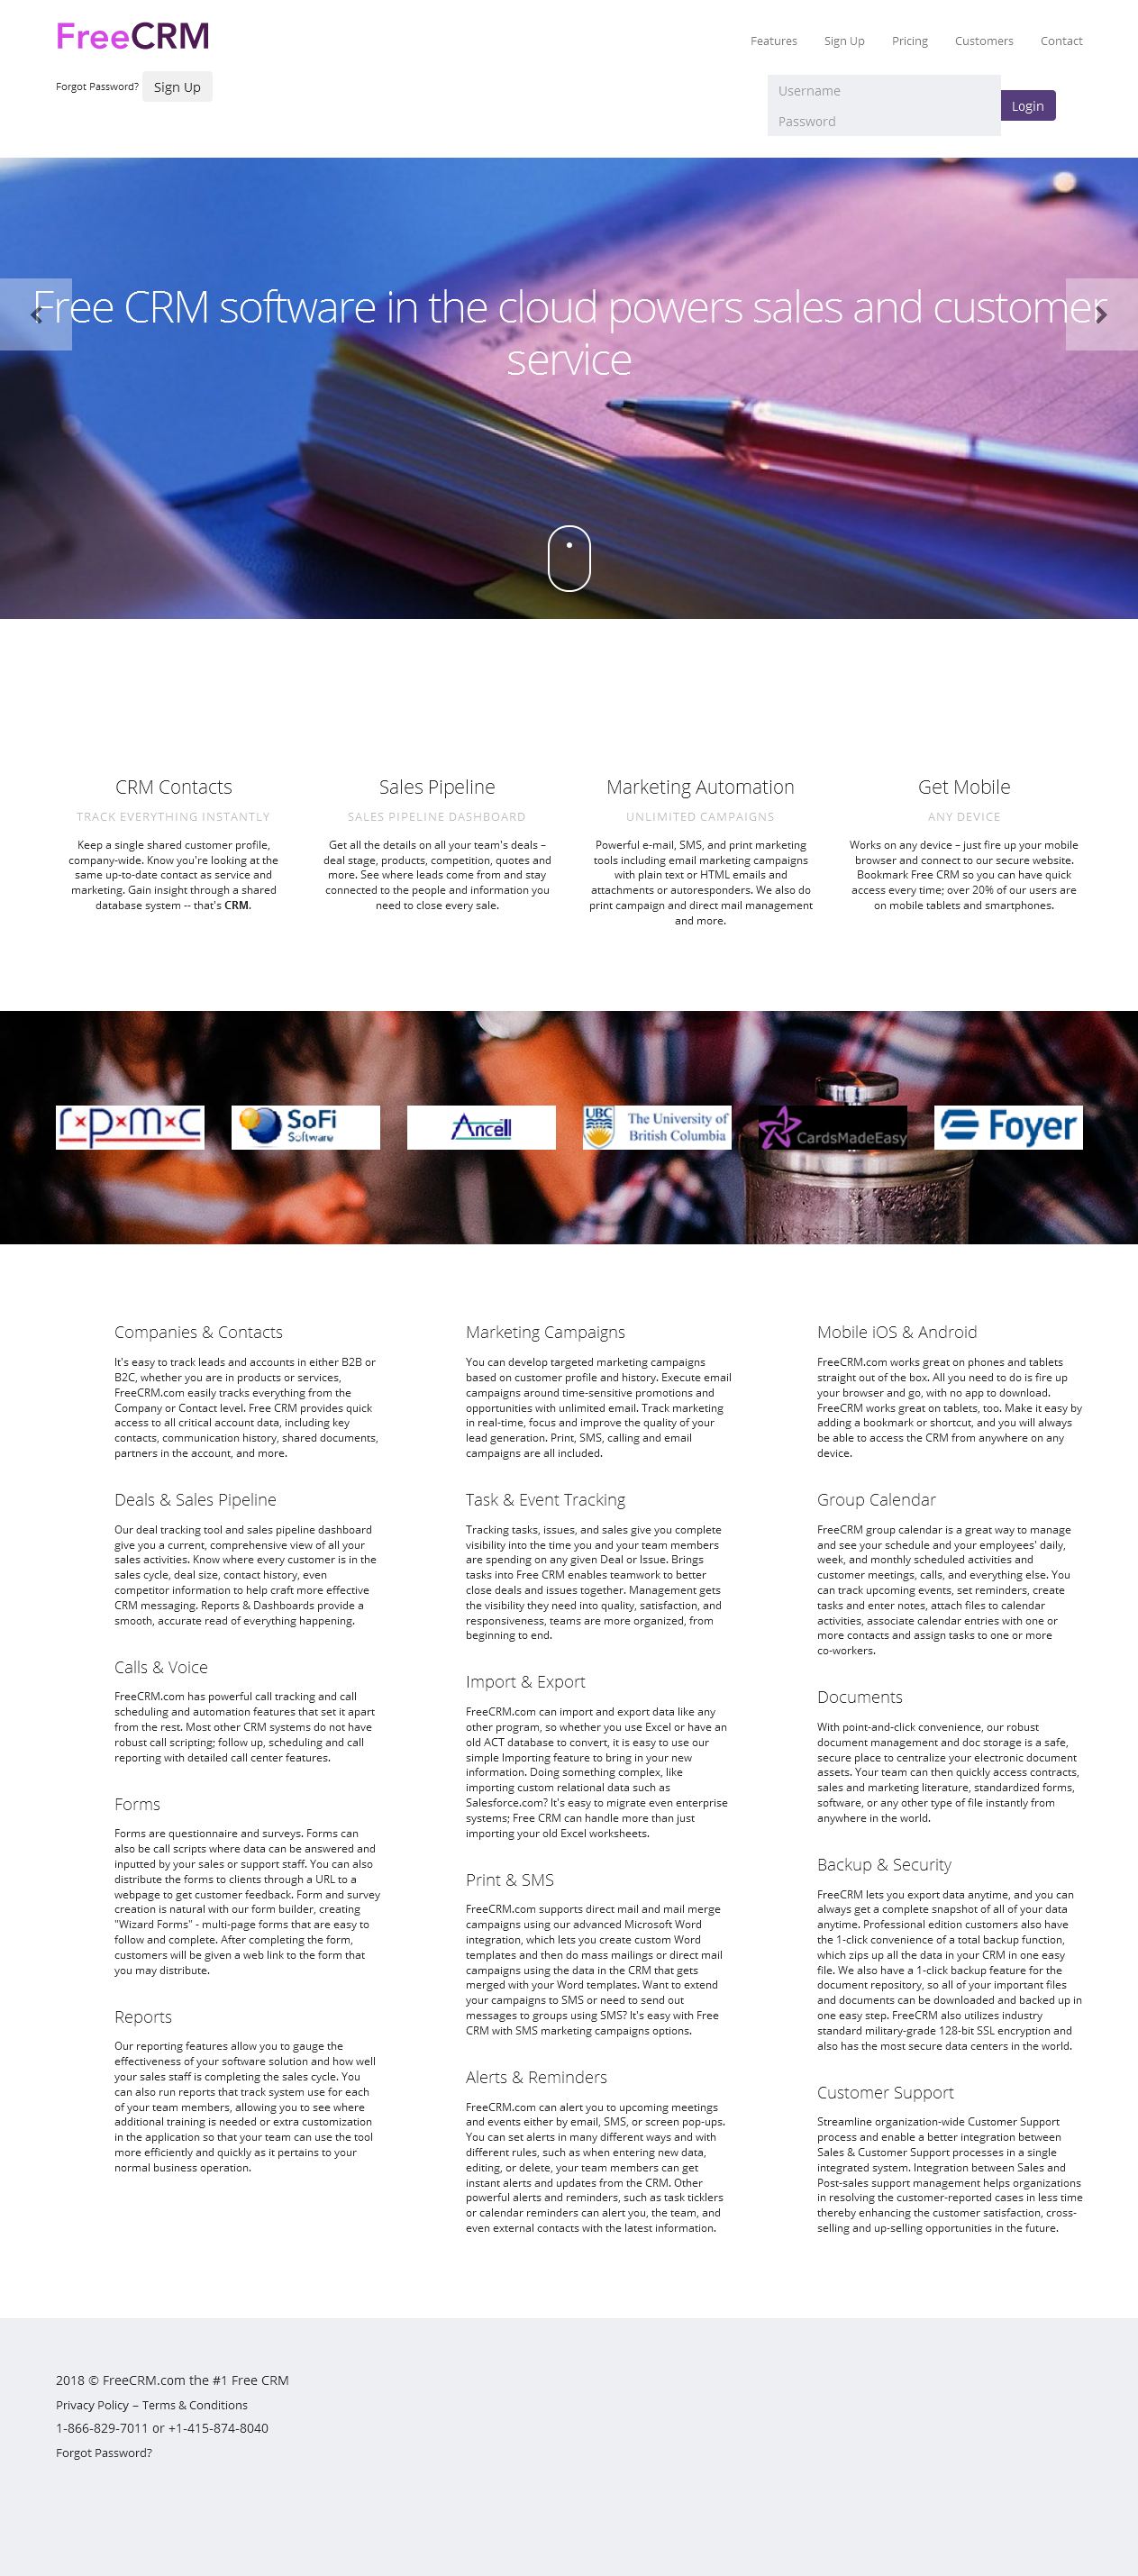 FreeCRM
Features Sign Up Pricing Customers Contact
Forgot Password? Sign Up
Username
Password
Login
Free CRM software in the cloud powers sales and customer
service
CRM Contacts
TRACK EVERYTHING INSTANTLY
Keep a single shared customer profile,
company-wide. Know you're looking at the
same up-to-date contact as service and
marketing. Gain insight through a shared
database system -- that's CRM.
Sales Pipeline
SALES PIPELINE DASHBOARD
Get all the details on all your team's deals –
deal stage, products, competition, quotes and
more. See where leads come from and stay
connected to the people and information you
need to close every sale.
Marketing Automation
UNLIMITED CAMPAIGNS
Powerful e-mail, SMS, and print marketing
tools including email marketing campaigns
with plain text or HTML emails and
attachments or autoresponders. We also do
print campaign and direct mail management
and more.
Get Mobile
ANY DEVICE
Works on any device – just fire up your mobile
browser and connect to our secure website.
Bookmark Free CRM so you can have quick
access every time; over 20% of our users are
on mobile tablets and smartphones.
r×p×m×c
SoFi
Software
Ancell
UBC
The University of
British Columbia
CardsMadeEasy
Foyer
Companies & Contacts
It's easy to track leads and accounts in either B2B or
B2C, whether you are in products or services,
FreeCRM.com easily tracks everything from the
Company or Contact level. Free CRM provides quick
access to all critical account data, including key
contacts, communication history, shared documents,
partners in the account, and more.
Deals & Sales Pipeline
Our deal tracking tool and sales pipeline dashboard
give you a current, comprehensive view of all your
sales activities. Know where every customer is in the
sales cycle, deal size, contact history, even
competitor information to help craft more effective
CRM messaging. Reports & Dashboards provide a
smooth, accurate read of everything happening.
Calls & Voice
FreeCRM.com has powerful call tracking and call
scheduling and automation features that set it apart
from the rest. Most other CRM systems do not have
robust call scripting; follow up, scheduling and call
reporting with detailed call center features.
Forms
Forms are questionnaire and surveys. Forms can
also be call scripts where data can be answered and
inputted by your sales or support staff. You can also
distribute the forms to clients through a URL to a
webpage to get customer feedback. Form and survey
creation is natural with our form builder, creating
"Wizard Forms" - multi-page forms that are easy to
follow and complete. After completing the form,
customers will be given a web link to the form that
you may distribute.
Reports
Our reporting features allow you to gauge the
effectiveness of your software solution and how well
your sales staff is completing the sales cycle. You
can also run reports that track system use for each
of your team members, allowing you to see where
additional training is needed or extra customization
in the application so that your team can use the tool
more efficiently and quickly as it pertains to your
normal business operation.
Marketing Campaigns
You can develop targeted marketing campaigns
based on customer profile and history. Execute email
campaigns around time-sensitive promotions and
opportunities with unlimited email. Track marketing
in real-time, focus and improve the quality of your
lead generation. Print, SMS, calling and email
campaigns are all included.
Task & Event Tracking
Tracking tasks, issues, and sales give you complete
visibility into the time you and your team members
are spending on any given Deal or Issue. Brings
tasks into Free CRM enables teamwork to better
close deals and issues together. Management gets
the visibility they need into quality, satisfaction, and
responsiveness, teams are more organized, from
beginning to end.
Import & Export
FreeCRM.com can import and export data like any
other program, so whether you use Excel or have an
old ACT database to convert, it is easy to use our
simple Importing feature to bring in your new
information. Doing something complex, like
importing custom relational data such as
Salesforce.com? It's easy to migrate even enterprise
systems; Free CRM can handle more than just
importing your old Excel worksheets.
Print & SMS
FreeCRM.com supports direct mail and mail merge
campaigns using our advanced Microsoft Word
integration, which lets you create custom Word
templates and then do mass mailings or direct mail
campaigns using the data in the CRM that gets
merged with your Word templates. Want to extend
your campaigns to SMS or need to send out
messages to groups using SMS? It's easy with Free
CRM with SMS marketing campaigns options.
Alerts & Reminders
FreeCRM.com can alert you to upcoming meetings
and events either by email, SMS, or screen pop-ups.
You can set alerts in many different ways and with
different rules, such as when entering new data,
editing, or delete, your team members can get
instant alerts and updates from the CRM. Other
powerful alerts and reminders, such as task ticklers
or calendar reminders can alert you, the team, and
even external contacts with the latest information.
Mobile iOS & Android
FreeCRM.com works great on phones and tablets
straight out of the box. All you need to do is fire up
your browser and go, with no app to download.
FreeCRM works great on tablets, too. Make it easy by
adding a bookmark or shortcut, and you will always
be able to access the CRM from anywhere on any
device.
Group Calendar
FreeCRM group calendar is a great way to manage
and see your schedule and your employees' daily,
week, and monthly scheduled activities and
customer meetings, calls, and everything else. You
can track upcoming events, set reminders, create
tasks and enter notes, attach files to calendar
activities, associate calendar entries with one or
more contacts and assign tasks to one or more
co-workers.
Documents
With point-and-click convenience, our robust
document management and doc storage is a safe,
secure place to centralize your electronic document
assets. Your team can then quickly access contracts,
sales and marketing literature, standardized forms,
software, or any other type of file instantly from
anywhere in the world.
Backup & Security
FreeCRM lets you export data anytime, and you can
always get a complete snapshot of all of your data
anytime. Professional edition customers also have
the 1-click convenience of a total backup function,
which zips up all the data in your CRM in one easy
file. We also have a 1-click backup feature for the
document repository, so all of your important files
and documents can be downloaded and backed up in
one easy step. FreeCRM also utilizes industry
standard military-grade 128-bit SSL encryption and
also has the most secure data centers in the world.
Customer Support
Streamline organization-wide Customer Support
process and enable a better integration between
Sales & Customer Support processes in a single
integrated system. Integration between Sales and
Post-sales support management helps organizations
in resolving the customer-reported cases in less time
thereby enhancing the customer satisfaction, cross-
selling and up-selling opportunities in the future.
2018 © FreeCRM.com the #1 Free CRM
Privacy Policy – Terms & Conditions
1-866-829-7011 or +1-415-874-8040
Forgot Password?